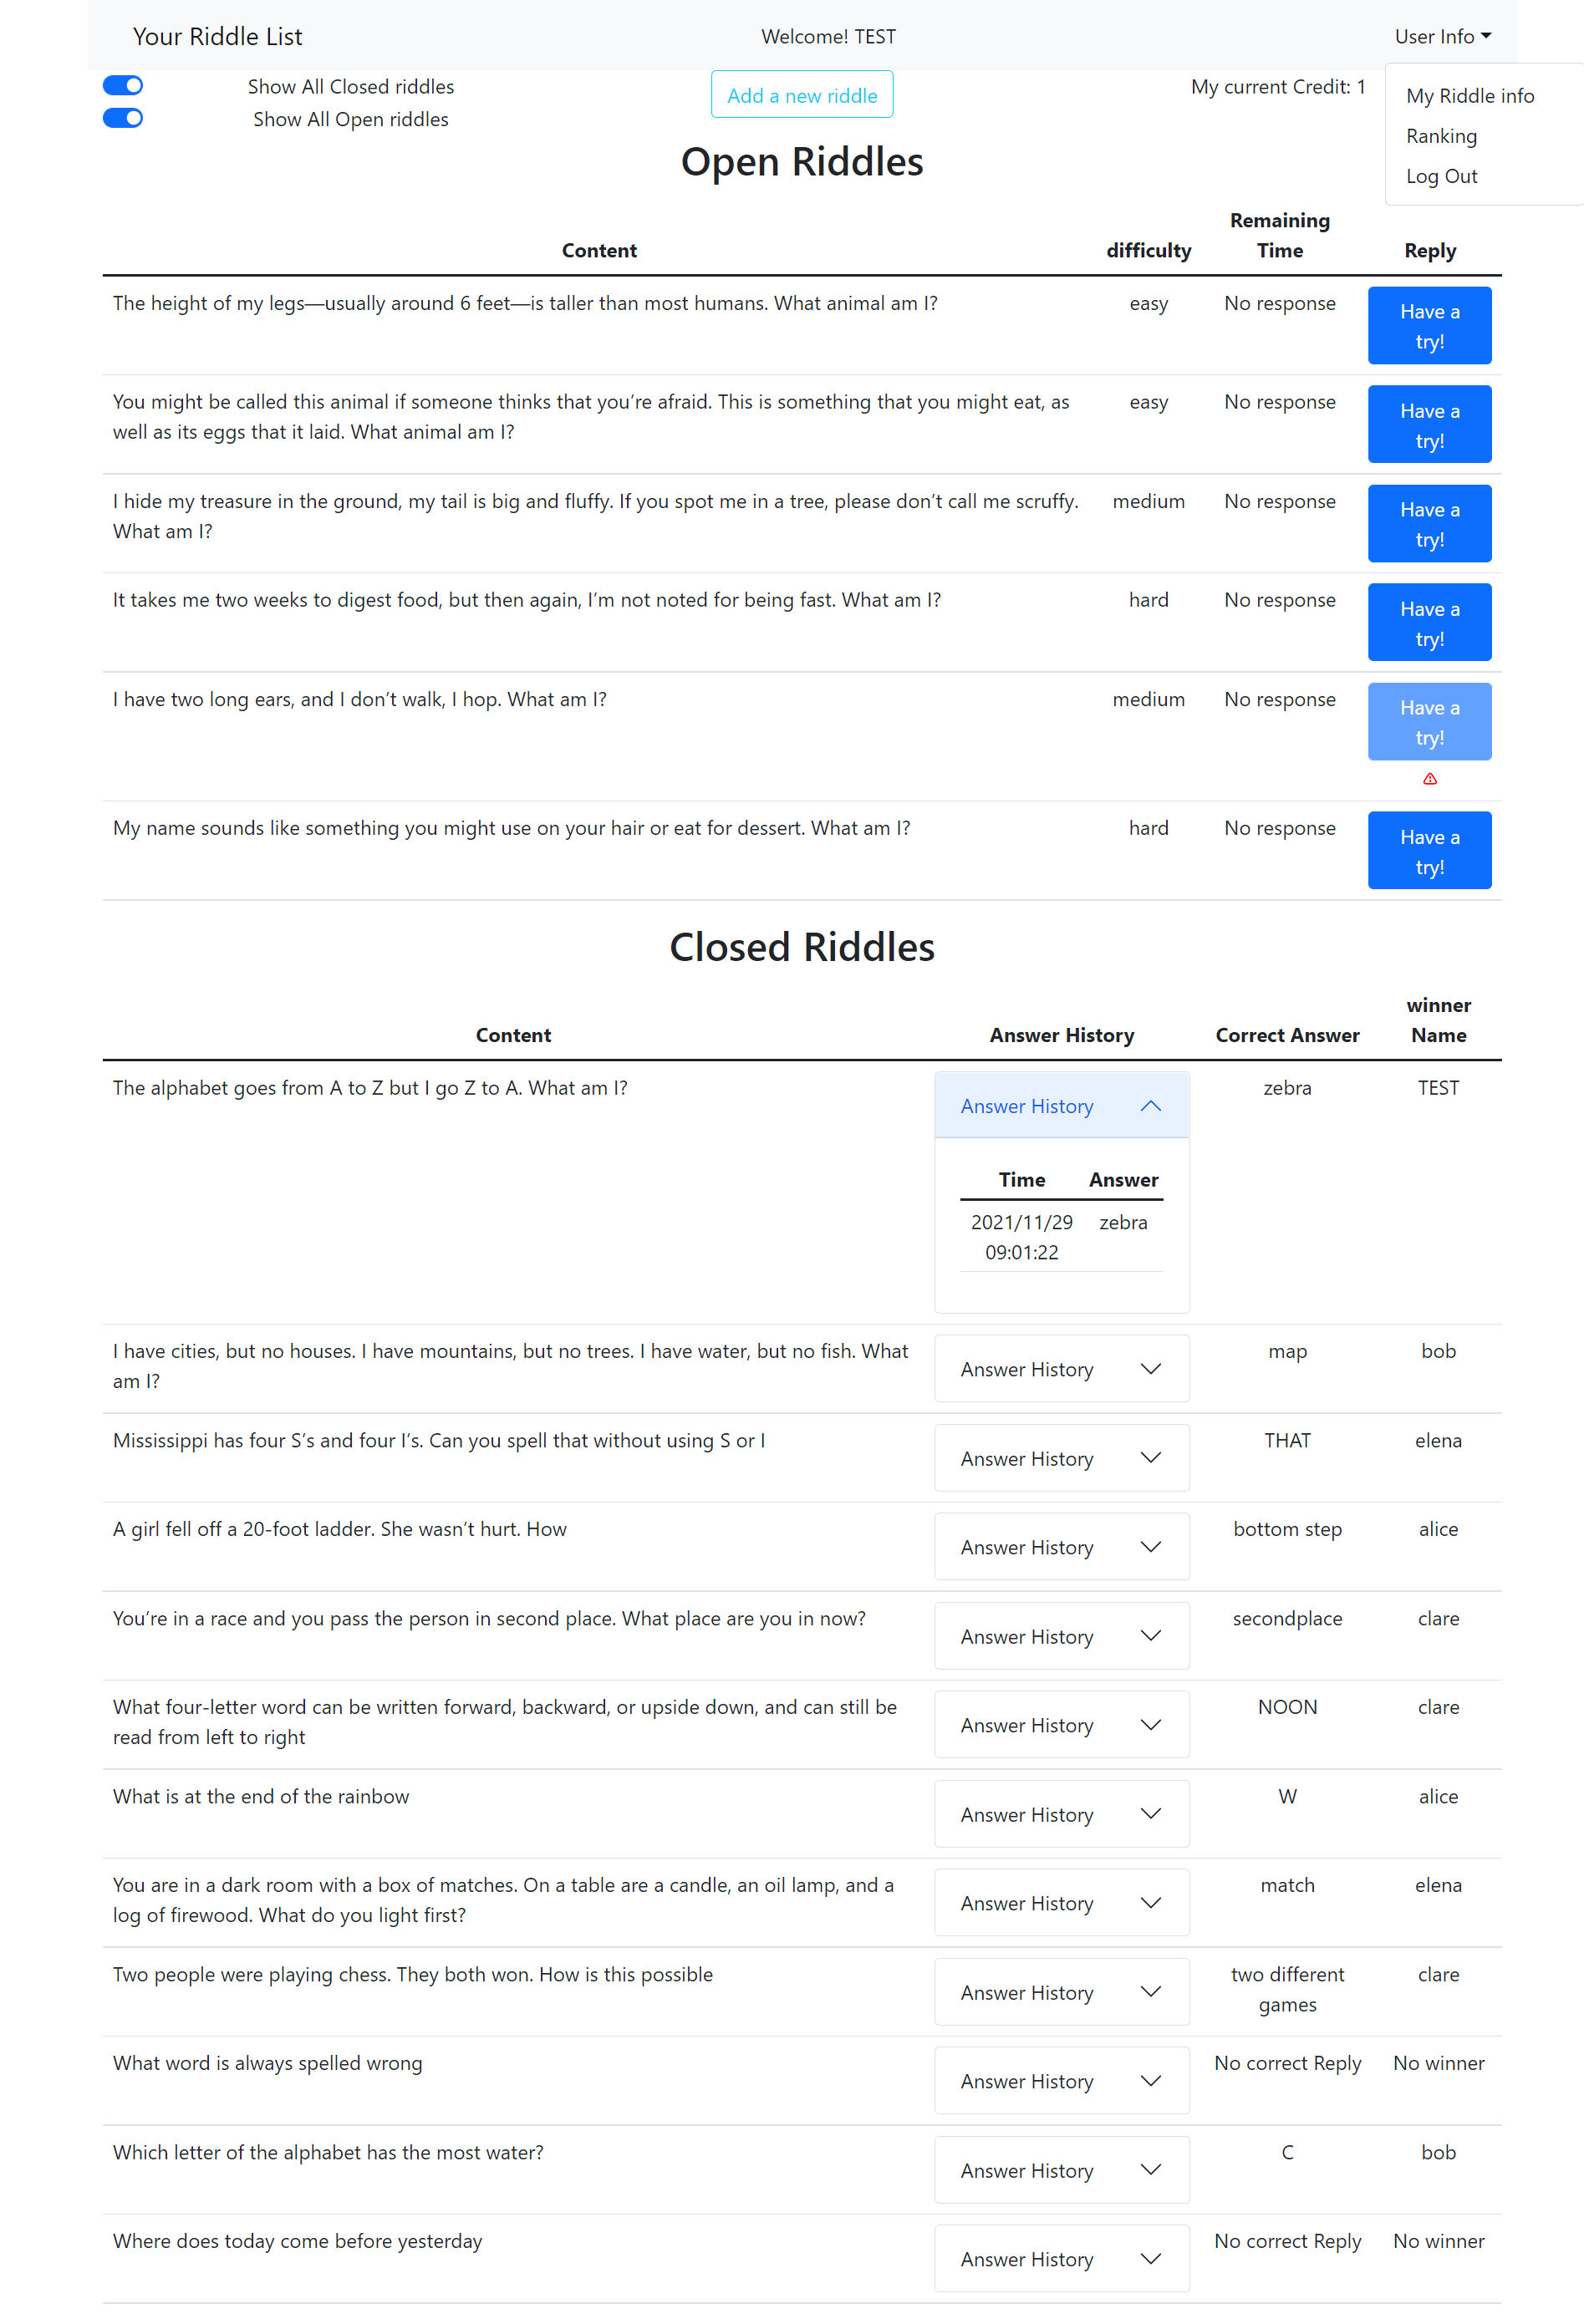 Your Riddle List
Welcome! TEST
User Info
Show All Closed riddles
Add a new riddle
My current Credit: 1
My Riddle info
Show All Open riddles
Ranking
Log Out
Open Riddles
Content
difficulty
Remaining
Time
Reply
The height of my legs—usually around 6 feet—is taller than most humans. What animal am I?
easy
No response
Have a
try!
You might be called this animal if someone thinks that you’re afraid. This is something that you might eat, as
well as its eggs that it laid. What animal am I?
easy
No response
Have a
try!
I hide my treasure in the ground, my tail is big and fluffy. If you spot me in a tree, please don’t call me scruffy.
What am I?
medium
No response
Have a
try!
It takes me two weeks to digest food, but then again, I’m not noted for being fast. What am I?
hard
No response
Have a
try!
I have two long ears, and I don’t walk, I hop. What am I?
medium
No response
Have a
try!
My name sounds like something you might use on your hair or eat for dessert. What am I?
hard
No response
Have a
try!
Closed Riddles
Content
Answer History
Correct Answer
winner
Name
The alphabet goes from A to Z but I go Z to A. What am I?
Answer History
zebra
TEST
Time
Answer
2021/11/29
09:01:22
zebra
I have cities, but no houses. I have mountains, but no trees. I have water, but no fish. What
am I?
Answer History
map
bob
Mississippi has four S’s and four I’s. Can you spell that without using S or I
Answer History
THAT
elena
A girl fell off a 20-foot ladder. She wasn’t hurt. How
Answer History
bottom step
alice
You’re in a race and you pass the person in second place. What place are you in now?
Answer History
secondplace
clare
What four-letter word can be written forward, backward, or upside down, and can still be
read from left to right
Answer History
NOON
clare
What is at the end of the rainbow
Answer History
W
alice
You are in a dark room with a box of matches. On a table are a candle, an oil lamp, and a
log of firewood. What do you light first?
Answer History
match
elena
Two people were playing chess. They both won. How is this possible
Answer History
two different
games
clare
What word is always spelled wrong
Answer History
No correct Reply
No winner
Which letter of the alphabet has the most water?
Answer History
C
bob
Where does today come before yesterday
Answer History
No correct Reply
No winner